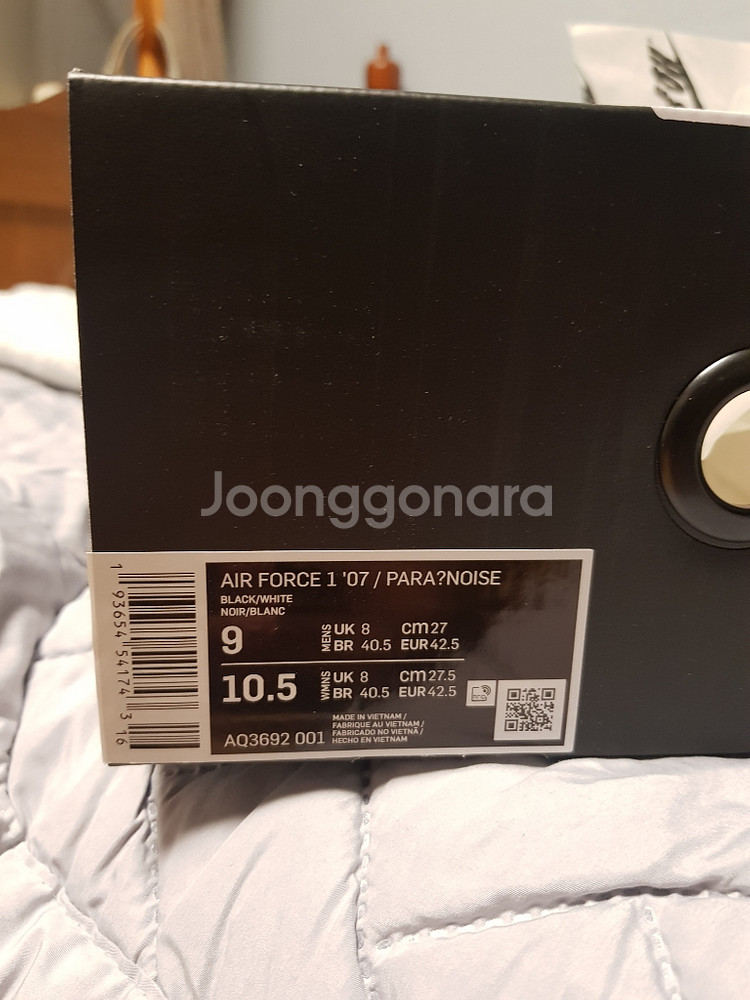 Joonggonara
AIR FORCE 1 '07 / PARA?NOISE
BLACK/WHITE
NOIR/BLANC
9 MENS UK 8 cm 27
BR 40.5 EUR 42.5
10.5 WMNS UK 8 cm 27.5
BR 40.5 EUR 42.5
AQ3692 001
MADE IN VIETNAM /
FABRIQUE AU VIETNAM /
FABRICADO NO VIETNÃ /
HECHO EN VIETNAM
1 93654 54174 3 16